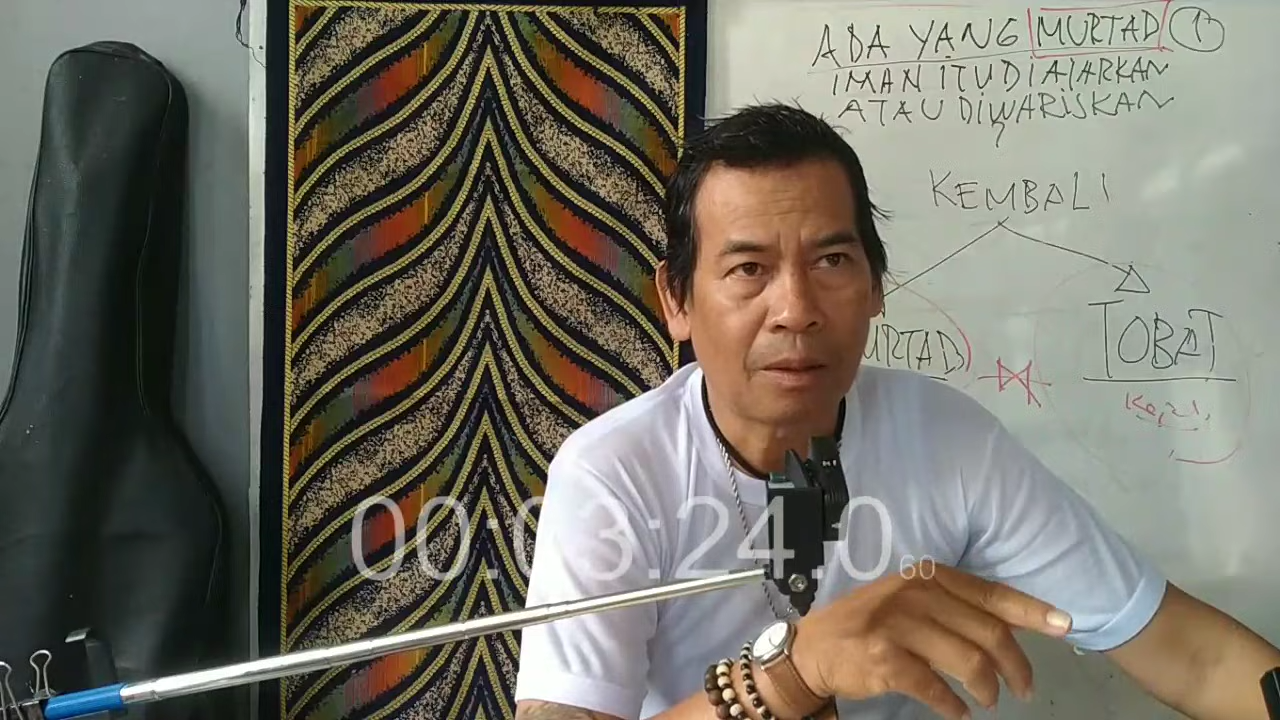 ADA YANG MURTAD 1
IMAN ITU DIAJARKAN
ATAU DIWARISKAN
?
KEMBALI
URTAD TOBAT
00:03:24.0 60